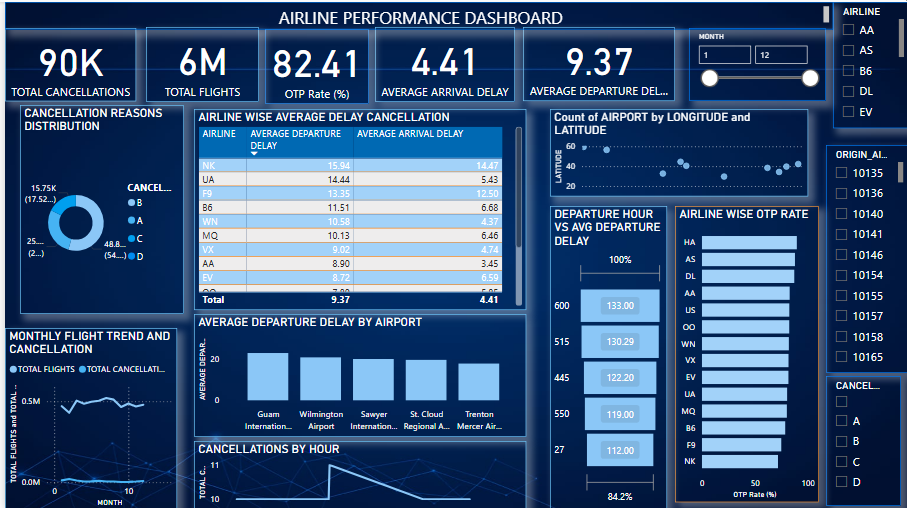 AIRLINE PERFORMANCE DASHBOARD
90K
TOTAL CANCELLATIONS
6M
TOTAL FLIGHTS
82.41
OTP Rate (%)
4.41
AVERAGE ARRIVAL DELAY
9.37
AVERAGE DEPARTURE DEL...
MONTH
1 12
AIRLINE
AA
AS
B6
DL
EV
CANCELLATION REASONS
DISTRIBUTION
15.75K
(17.52...)
25....
(2...)
48.8...
(54....)
CANCEL...
B
A
C
D
AIRLINE WISE AVERAGE DELAY CANCELLATION
AIRLINE AVERAGE DEPARTURE DELAY AVERAGE ARRIVAL DELAY
NK 15.94 14.47
UA 14.44 5.43
F9 13.35 12.50
B6 11.51 6.68
WN 10.58 4.37
MQ 10.13 6.46
VX 9.02 4.74
AA 8.90 3.45
EV 8.72 6.59
Total 9.37 4.41
Count of AIRPORT by LONGITUDE and
LATITUDE
LATITUDE
60
40
20
ORIGIN_AI...
10135
10136
10140
10141
10146
10154
10155
10157
10158
10165
DEPARTURE HOUR
VS AVG DEPARTURE
DELAY
100%
600 133.00
515 130.29
445 122.20
550 119.00
27 112.00
84.2%
AIRLINE WISE OTP RATE
HA
AS
DL
AA
US
OO
WN
VX
EV
UA
MQ
B6
F9
NK
0 50 100
OTP Rate (%)
MONTHLY FLIGHT TREND AND
CANCELLATION
TOTAL FLIGHTS TOTAL CANCELLATI...
TOTAL FLIGHTS and TOTAL ...
0.5M
0.0M
0 10
MONTH
AVERAGE DEPARTURE DELAY BY AIRPORT
AVERAGE DEPAR...
20
0
Guam
Internation...
Wilmington
Airport
Sawyer
Internation...
St. Cloud
Regional A...
Trenton
Mercer Air...
CANCELLATIONS BY HOUR
TOTAL C...
11
10
CANCEL...
A
B
C
D